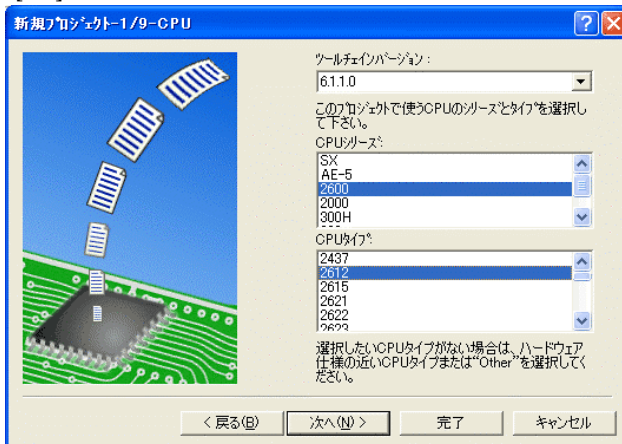 新規プロジェクト-1/9-CPU
ツールチェインバージョン :
6.1.1.0
このプロジェクトで使うCPUのシリーズとタイプを選択し
て下さい。
CPUシリーズ:
SX
AE-5
2600
2000
300H
CPUタイプ:
2437
2612
2615
2621
2622
2623
選択したいCPUタイプがない場合は、ハードウェア
仕様の近いCPUタイプまたは“Other”を選択してく
ださい。
< 戻る(B)
次へ(N) >
完了
キャンセル